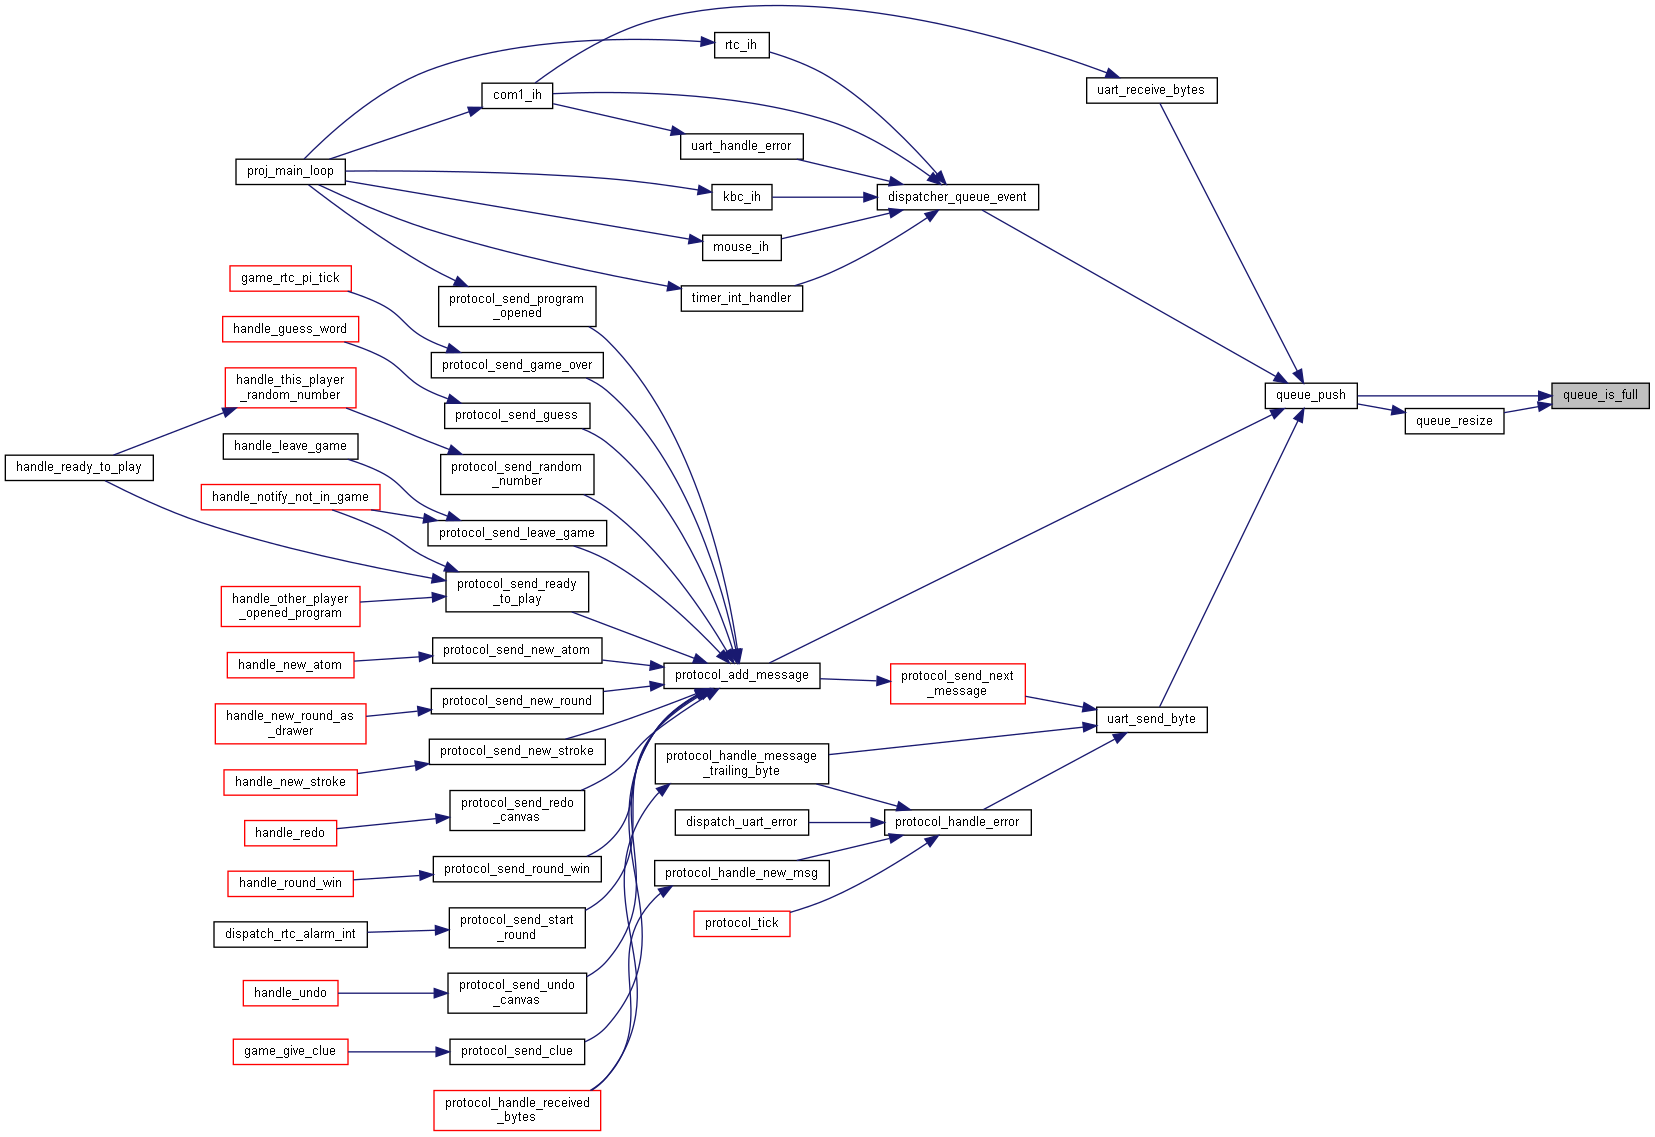 rtc_ih
uart_receive_bytes
com1_ih
uart_handle_error
proj_main_loop
kbc_ih
dispatcher_queue_event
mouse_ih
game_rtc_pi_tick
protocol_send_program
_opened
timer_int_handler
handle_guess_word
protocol_send_game_over
handle_this_player
_random_number
queue_push
queue_is_full
protocol_send_guess
queue_resize
handle_leave_game
handle_ready_to_play
protocol_send_random
_number
handle_notify_not_in_game
protocol_send_leave_game
protocol_send_ready
_to_play
handle_other_player
_opened_program
handle_new_atom
protocol_send_new_atom
protocol_add_message
protocol_send_next
_message
handle_new_round_as
_drawer
protocol_send_new_round
uart_send_byte
protocol_send_new_stroke
protocol_handle_message
_trailing_byte
handle_new_stroke
protocol_send_redo
_canvas
dispatch_uart_error
protocol_handle_error
handle_redo
protocol_send_round_win
protocol_handle_new_msg
handle_round_win
protocol_send_start
_round
protocol_tick
dispatch_rtc_alarm_int
protocol_send_undo
_canvas
handle_undo
game_give_clue
protocol_send_clue
protocol_handle_received
_bytes